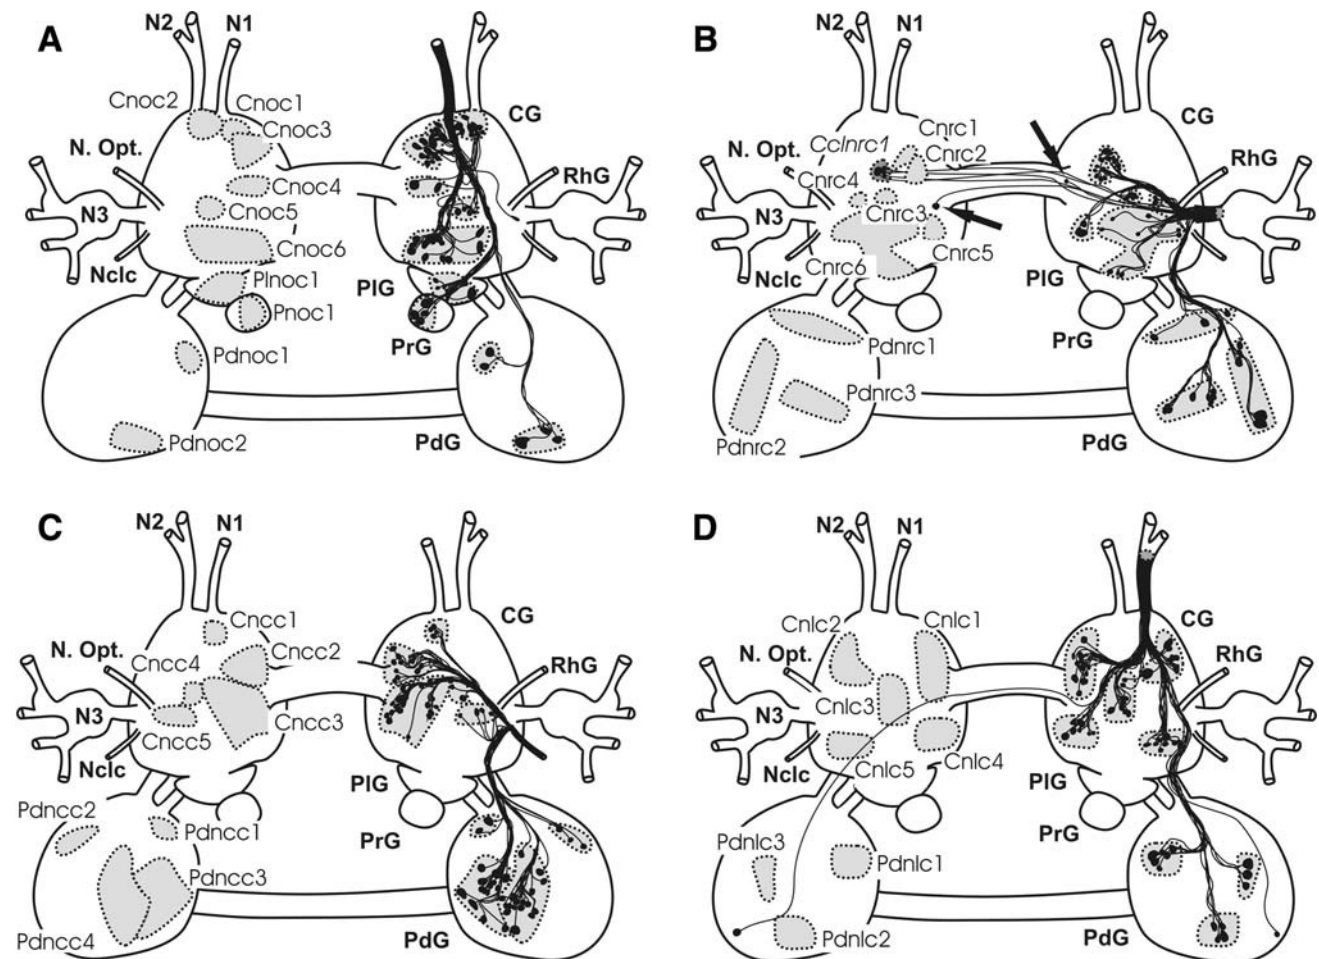 A
N2
N1
Cnoc2
Cnoc1
Cnoc3
CG
N. Opt.
RhG
Cnoc4
N3
Cnoc5
Cnoc6
Nclc
Plnoc1
PlG
Pnoc1
PrG
Pdnoc1
Pdnoc2
PdG
B
N2
N1
CG
Cnrc1
Cclnrc1
Cnrc2
N. Opt.
RhG
Cnrc4
N3
Cnrc3
Nclc
Cnrc6
Cnrc5
PlG
PrG
Pdnrc1
Pdnrc3
Pdnrc2
PdG
C
N2
N1
CG
Cncc1
Cncc2
N. Opt.
Cncc4
RhG
N3
Cncc3
Cncc5
Nclc
PlG
Pdncc2
Pdncc1
PrG
Pdncc3
Pdncc4
PdG
D
N2
N1
Cnlc2
Cnlc1
CG
N. Opt.
RhG
Cnlc3
N3
Nclc
Cnlc5
Cnlc4
PlG
PrG
Pdnlc3
Pdnlc1
Pdnlc2
PdG